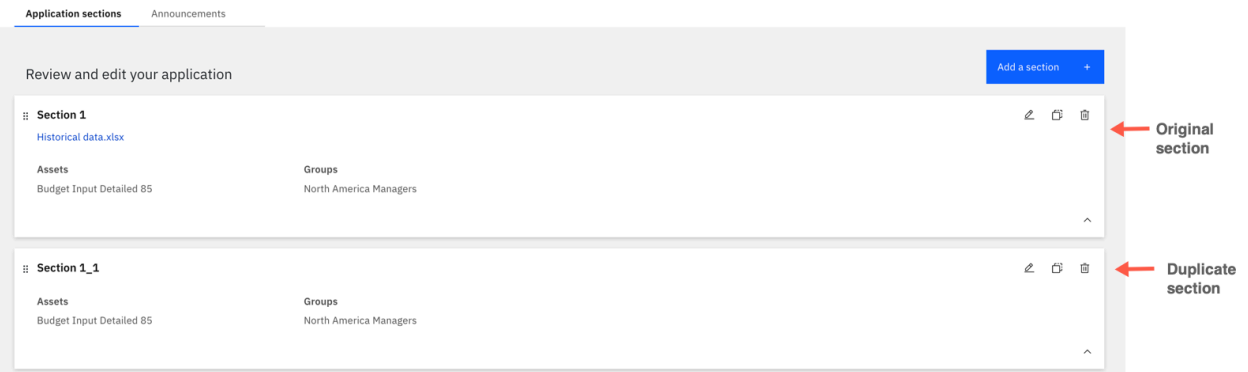 Application sections Announcements
Review and edit your application
Add a section +
Section 1
Historical data.xlsx
Assets Groups
Budget Input Detailed 85 North America Managers
Original
section
Section 1_1
Assets Groups
Budget Input Detailed 85 North America Managers
Duplicate
section